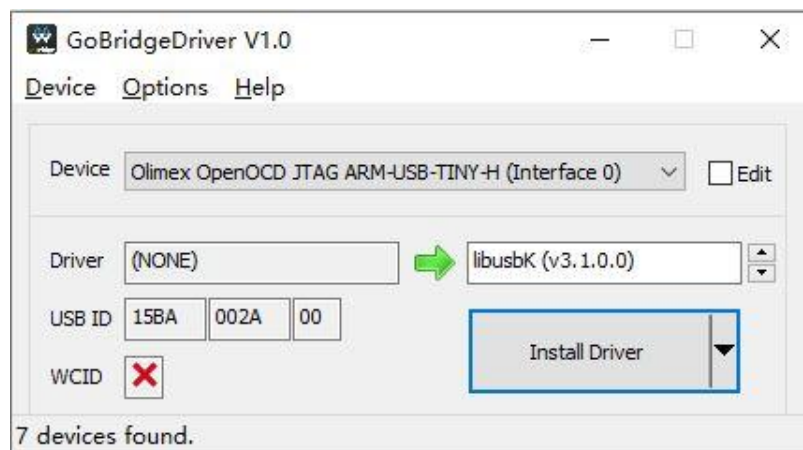 GoBridgeDriver V1.0
Device Options Help
Device Olimex OpenOCD JTAG ARM-USB-TINY-H (Interface 0) Edit
Driver (NONE) libusbK (v3.1.0.0)
USB ID 15BA 002A 00
Install Driver
WCID
7 devices found.